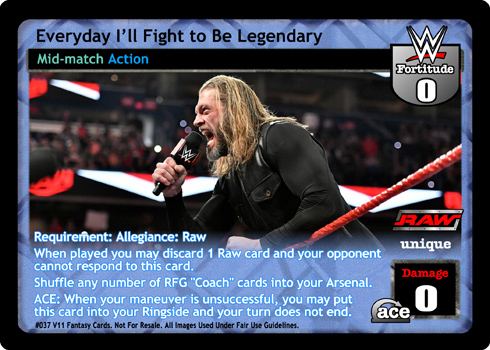 Everyday I'll Fight to Be Legendary
Mid-match Action
W
Fortitude
0
Requirement: Allegiance: Raw
When played you may discard 1 Raw card and your opponent
cannot respond to this card.
Shuffle any number of RFG "Coach" cards into your Arsenal.
ACE: When your maneuver is unsuccessful, you may put
this card into your Ringside and your turn does not end.
RAW
unique
Damage
0
ace
#037 V11 Fantasy Cards. Not For Resale. All Images Used Under Fair Use Guidelines.